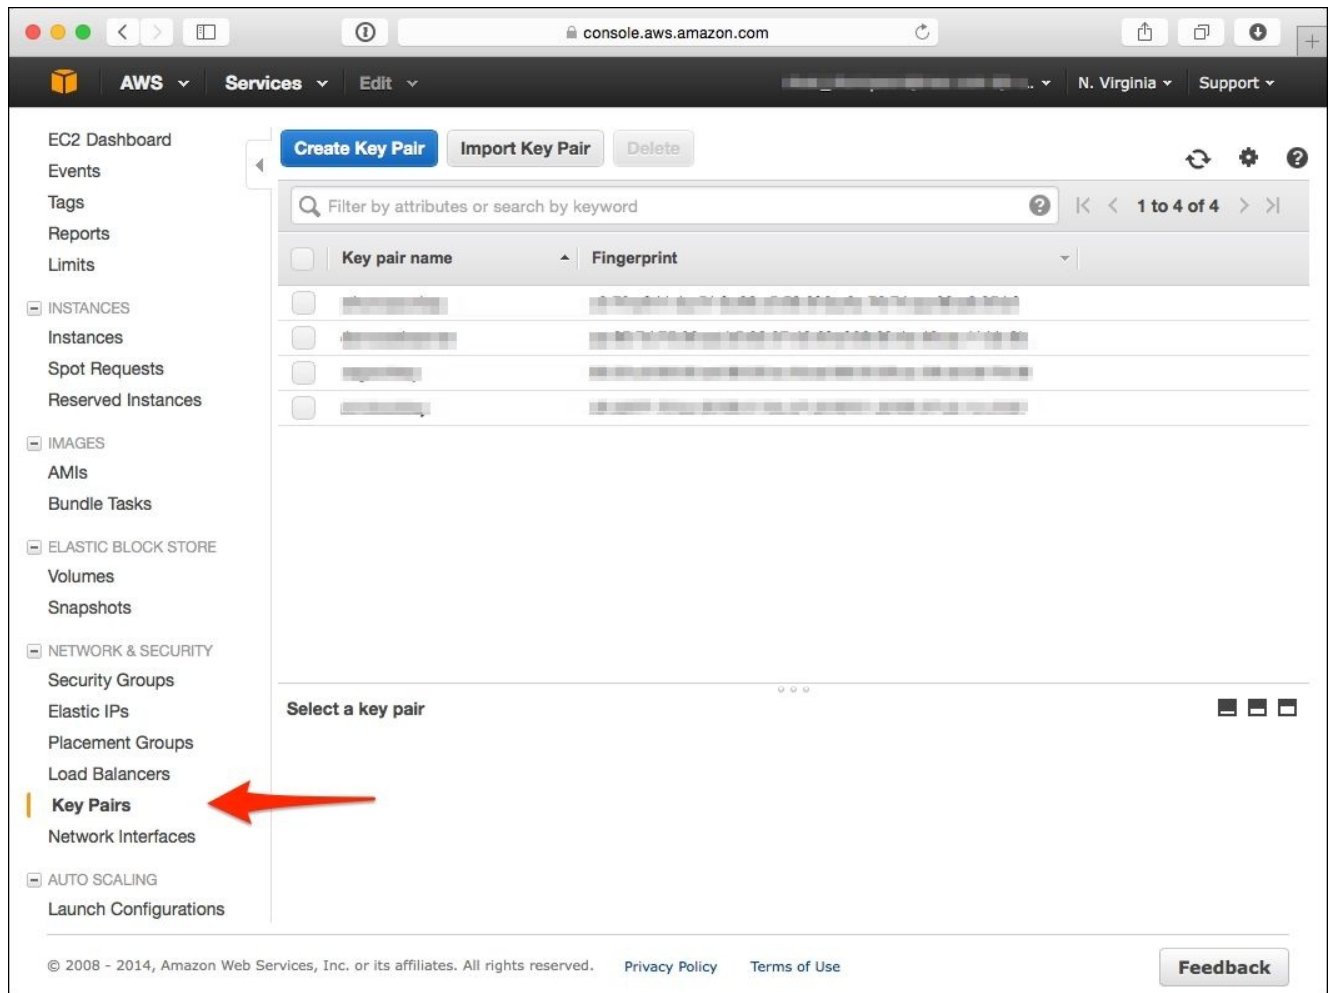 console.aws.amazon.com
AWS Services Edit N. Virginia Support
EC2 Dashboard
Events
Tags
Reports
Limits
INSTANCES
Instances
Spot Requests
Reserved Instances
IMAGES
AMIs
Bundle Tasks
ELASTIC BLOCK STORE
Volumes
Snapshots
NETWORK & SECURITY
Security Groups
Elastic IPs
Placement Groups
Load Balancers
Key Pairs
Network Interfaces
AUTO SCALING
Launch Configurations
Create Key Pair Import Key Pair Delete
Filter by attributes or search by keyword 1 to 4 of 4
Key pair name Fingerprint
Select a key pair
© 2008 - 2014, Amazon Web Services, Inc. or its affiliates. All rights reserved. Privacy Policy Terms of Use Feedback